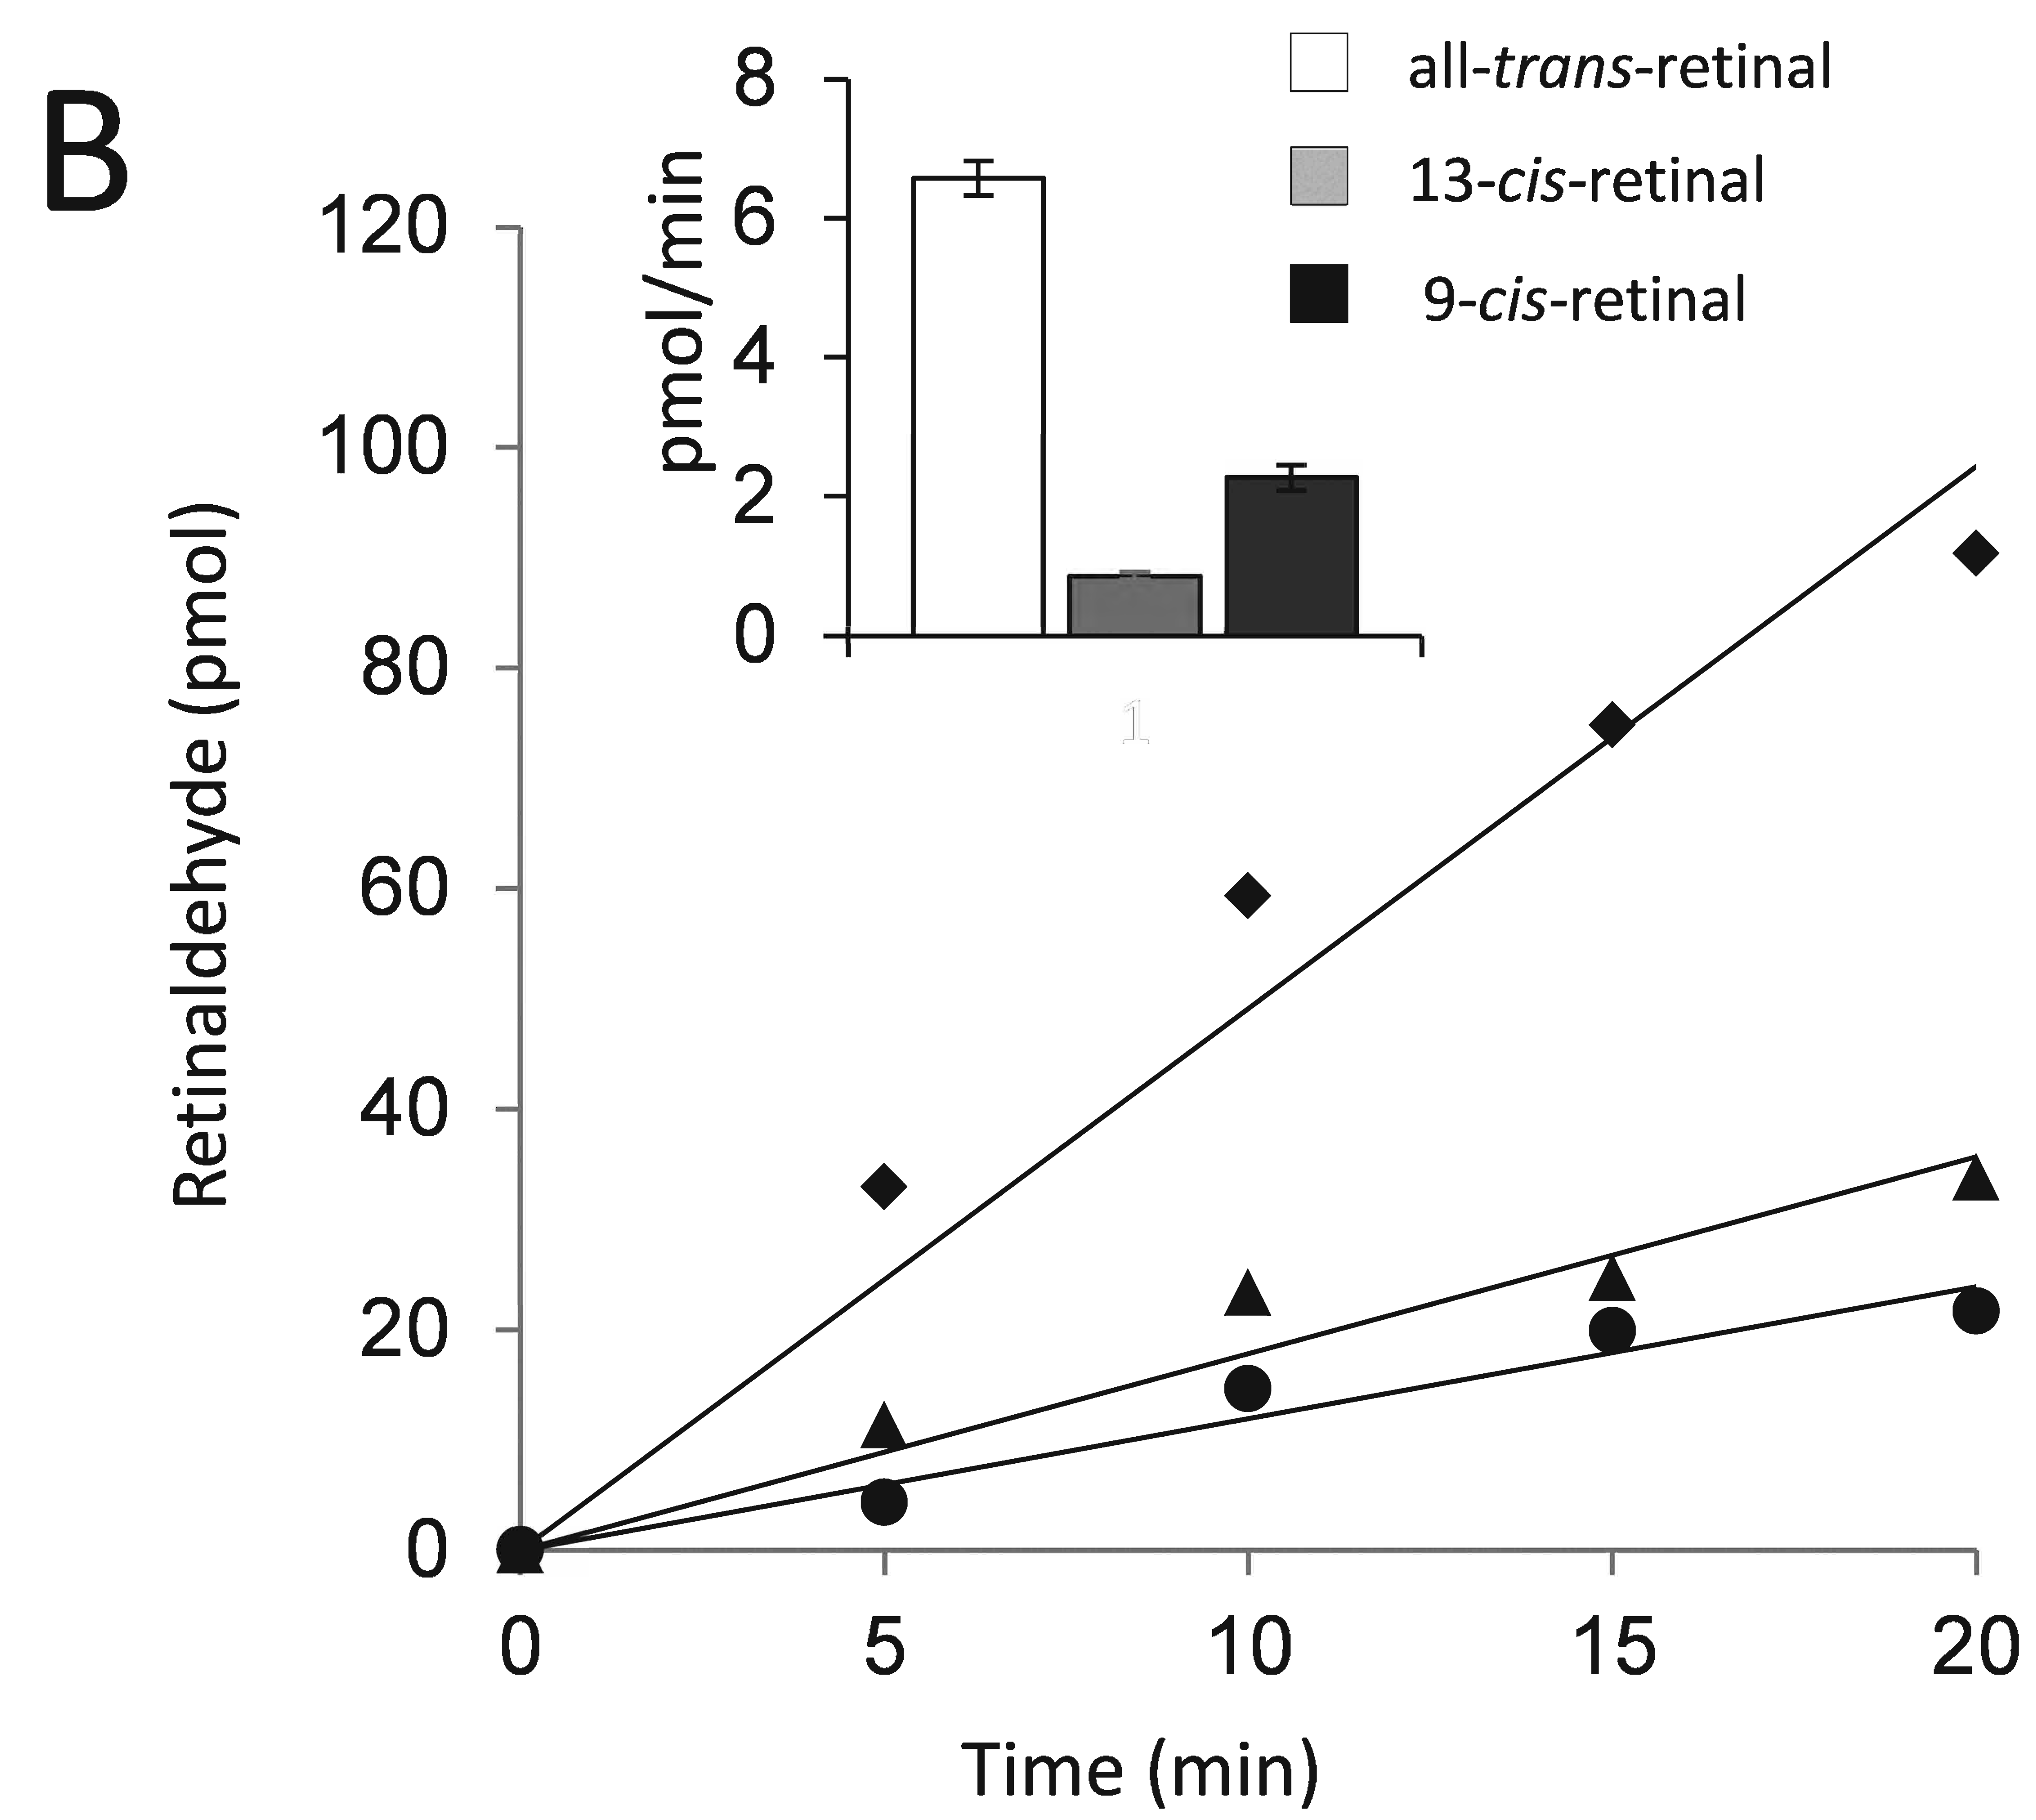 B
all-trans-retinal
13-cis-retinal
9-cis-retinal
pmol/min
8
6
4
2
0
1
Retinaldehyde (pmol)
120
100
80
60
40
20
0
0 5 10 15 20
Time (min)